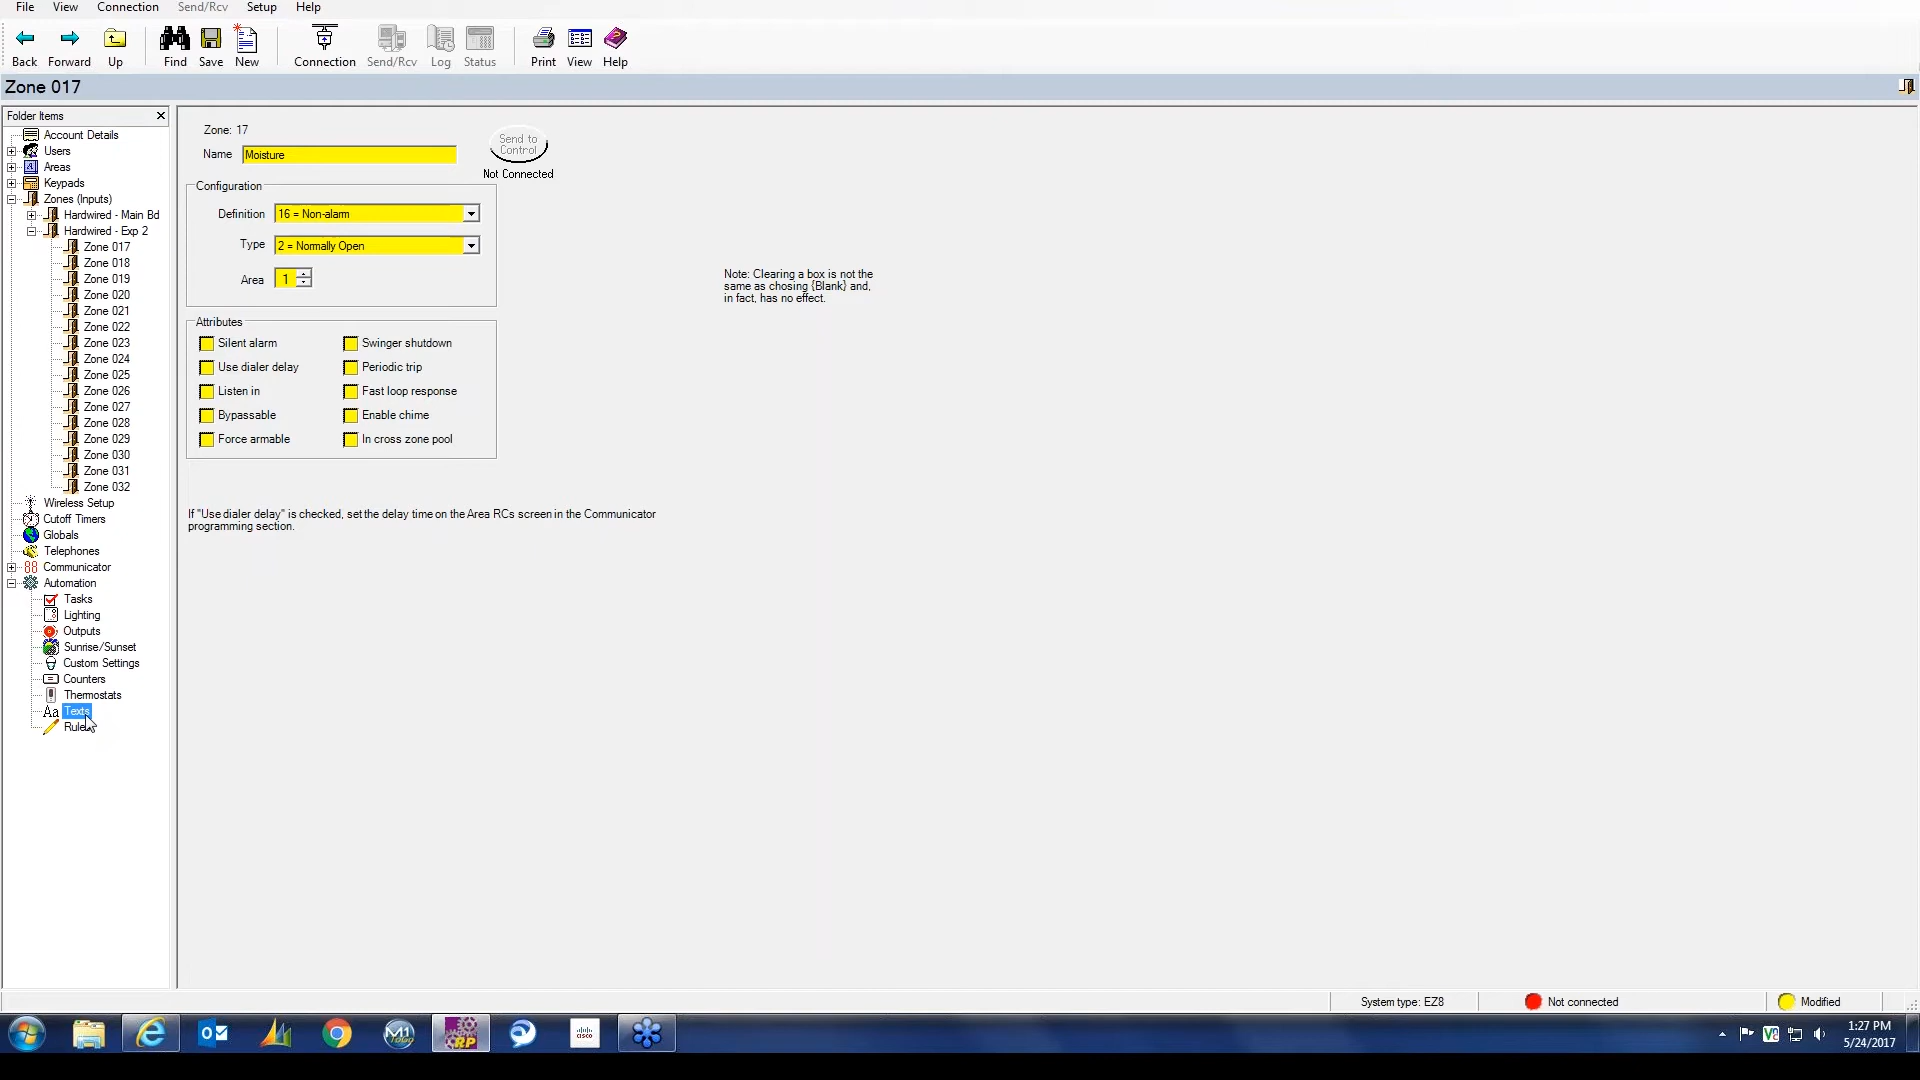 File View Connection Send/Rcv Setup Help
Back Forward Up Find Save New Connection Send/Rcv Log Status Print View Help
Zone 017
Folder Items
Account Details
Users
Areas
Keypads
Zones (Inputs)
Hardwired - Main Bd
Hardwired - Exp 2
Zone 017
Zone 018
Zone 019
Zone 020
Zone 021
Zone 022
Zone 023
Zone 024
Zone 025
Zone 026
Zone 027
Zone 028
Zone 029
Zone 030
Zone 031
Zone 032
Wireless Setup
Cutoff Timers
Globals
Telephones
88 Communicator
Automation
Tasks
Lighting
Outputs
Sunrise/Sunset
Custom Settings
Counters
Thermostats
Aa Texts
Rules
Zone: 17
Name Moisture
Send to
Control
Not Connected
Configuration
Definition 16 = Non-alarm
Type 2 = Normally Open
Area 1
Note: Clearing a box is not the
same as chosing {Blank} and,
in fact, has no effect.
Attributes
Silent alarm Swinger shutdown
Use dialer delay Periodic trip
Listen in Fast loop response
Bypassable Enable chime
Force armable In cross zone pool
If "Use dialer delay" is checked, set the delay time on the Area RCs screen in the Communicator
programming section.
System type: EZ8 Not connected Modified
M1
RP
cisco
1:27 PM
5/24/2017